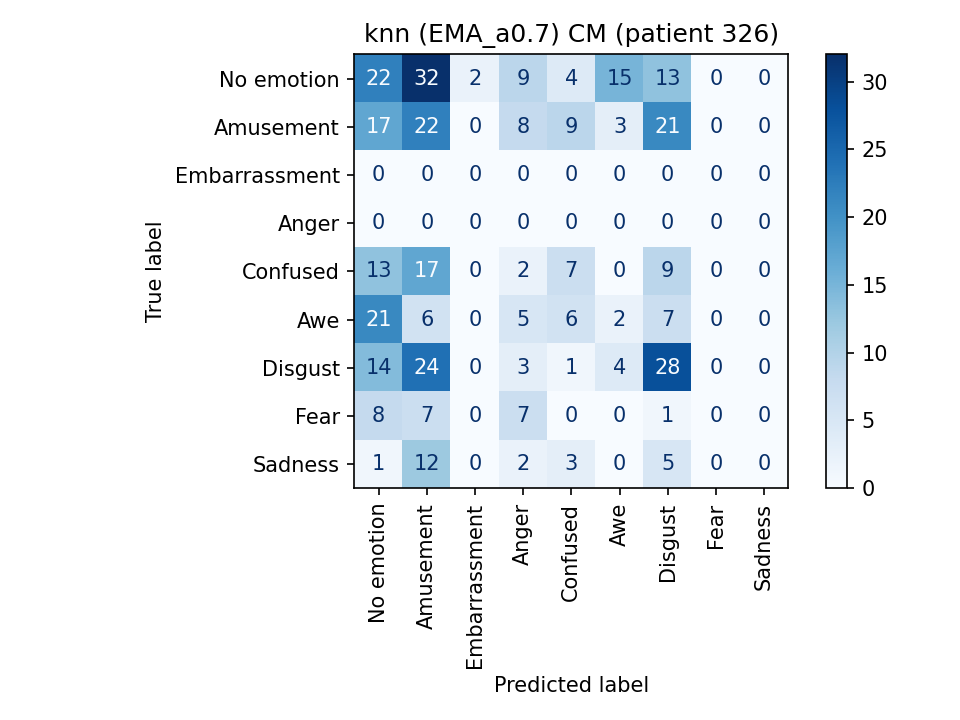 knn (EMA_a0.7) CM (patient 326)
No emotion 22 32 2 9 4 15 13 0 0
Amusement 17 22 0 8 9 3 21 0 0
Embarrassment 0 0 0 0 0 0 0 0 0
Anger 0 0 0 0 0 0 0 0 0
Confused 13 17 0 2 7 0 9 0 0
Awe 21 6 0 5 6 2 7 0 0
Disgust 14 24 0 3 1 4 28 0 0
Fear 8 7 0 7 0 0 1 0 0
Sadness 1 12 0 2 3 0 5 0 0
True label
No emotion
Amusement
Embarrassment
Anger
Confused
Awe
Disgust
Fear
Sadness
Predicted label
30
25
20
15
10
5
0